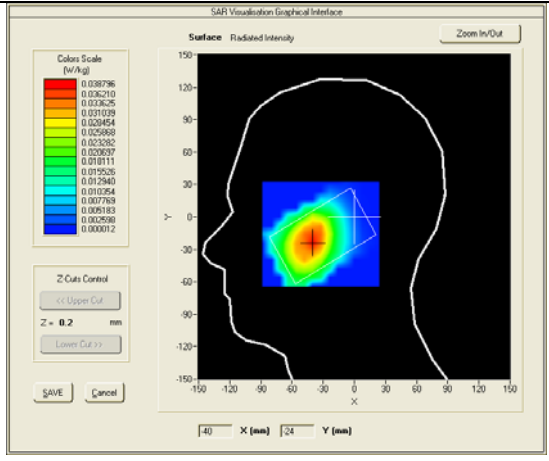 SAR Visualisation Graphical Interface
Surface Radiated Intensity
Zoom In/Out
Colors Scale
(W/kg)
0.038796
0.036210
0.033625
0.031039
0.028454
0.025868
0.023282
0.020697
0.018111
0.015526
0.012940
0.010354
0.007769
0.005183
0.002598
0.000012
Z-Cuts Control
<< Upper Cut
Z = 0.2 mm
Lower Cut >>
SAVE
Cancel
150
120
90
60
30
0
-30
-60
-90
-120
-150
Y
-150 -120 -90 -60 -30 0 30 60 90 120 150
X
-40 X (mm) -24 Y (mm)